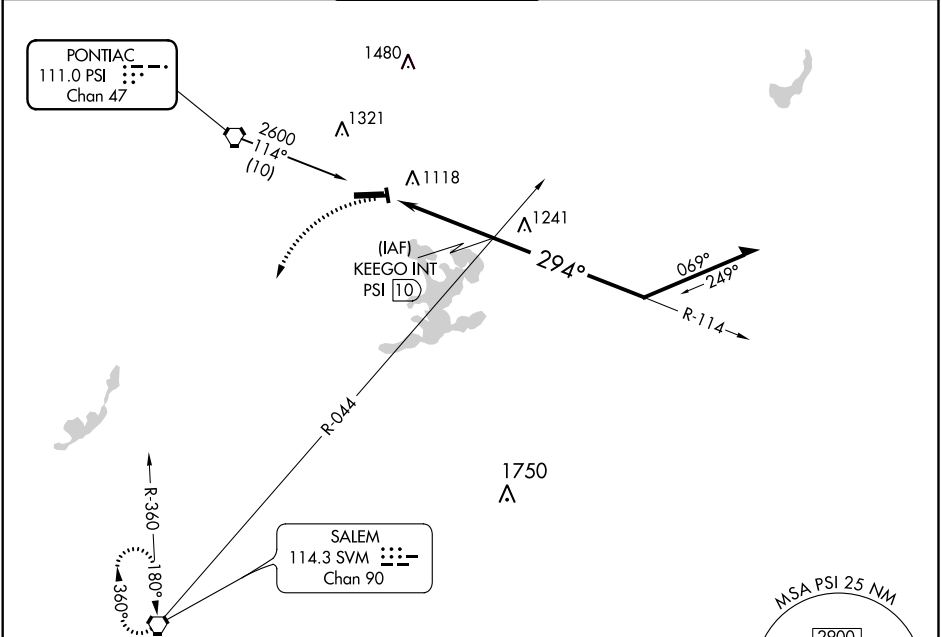 PONTIAC
111.0 PSI
Chan 47
1480
1321
2600
114°
(10)
1118
1241
(IAF)
KEEGO INT
PSI 10
294°
069°
249°
R-114
R-044
1750
R-360
SALEM
114.3 SVM
Chan 90
180°
360°
MSA PSI 25 NM
2900